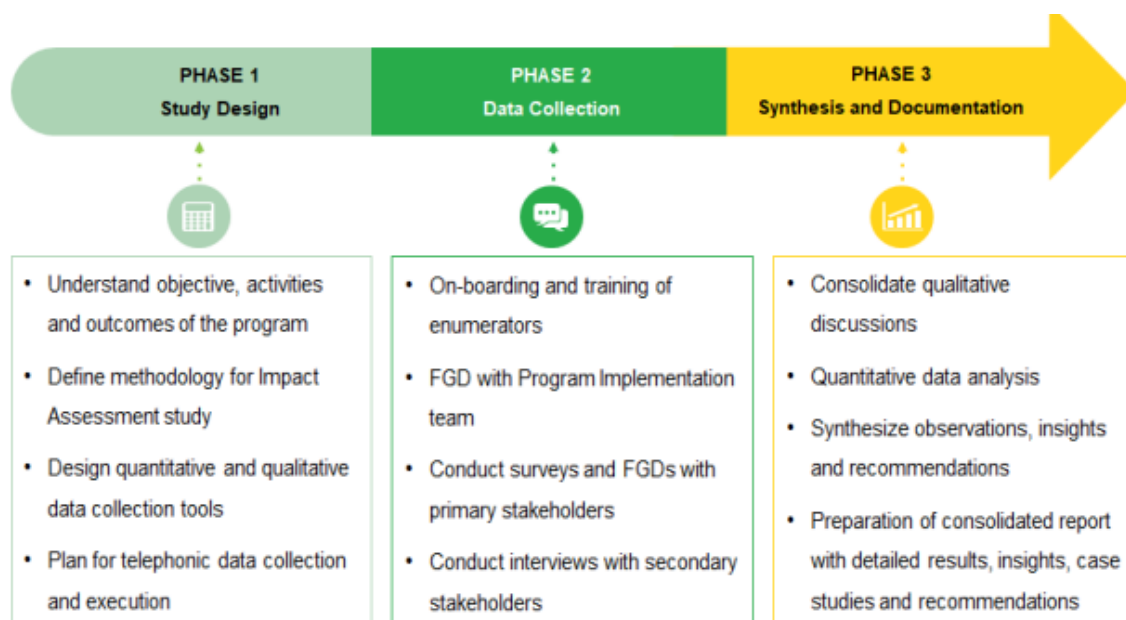 PHASE 1
Study Design
PHASE 2
Data Collection
PHASE 3
Synthesis and Documentation
• Understand objective, activities
and outcomes of the program
• Define methodology for Impact
Assessment study
• Design quantitative and qualitative
data collection tools
• Plan for telephonic data collection
and execution
• On-boarding and training of
enumerators
• FGD with Program Implementation
team
• Conduct surveys and FGDs with
primary stakeholders
• Conduct interviews with secondary
stakeholders
• Consolidate qualitative
discussions
• Quantitative data analysis
• Synthesize observations, insights
and recommendations
• Preparation of consolidated report
with detailed results, insights, case
studies and recommendations